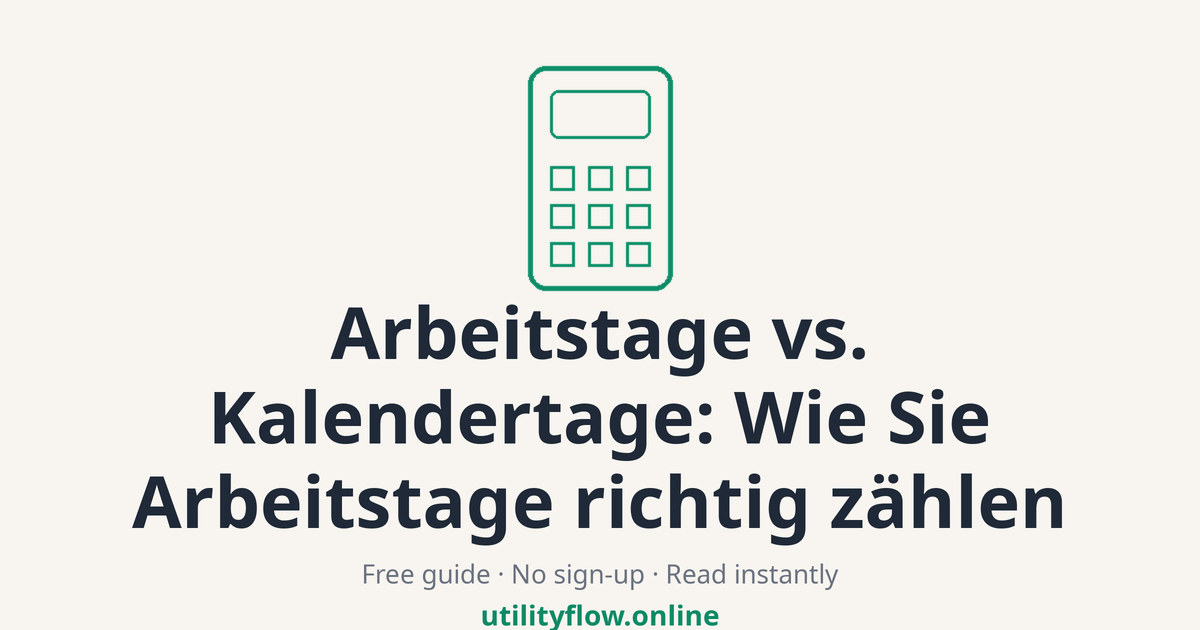 Arbeitstage vs.
Kalendertage: Wie Sie
Arbeitstage richtig zählen
Free guide · No sign-up · Read instantly
utilityflow.online